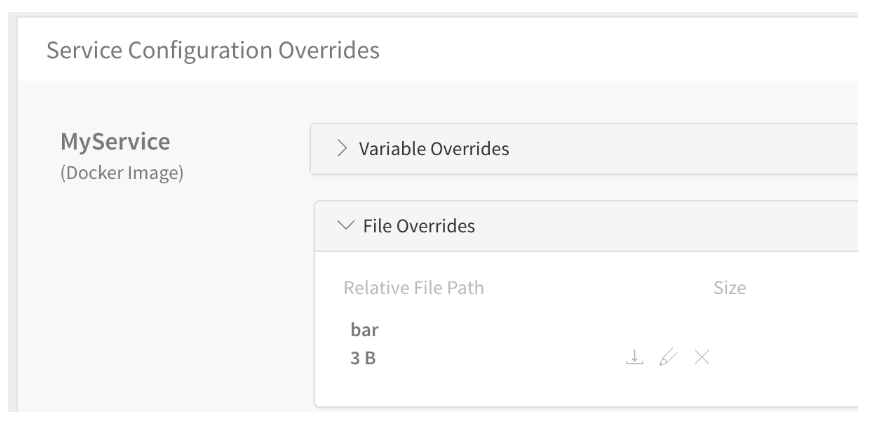 Service Configuration Overrides
MyService
(Docker Image)
Variable Overrides
File Overrides
Relative File Path Size
bar
3 B